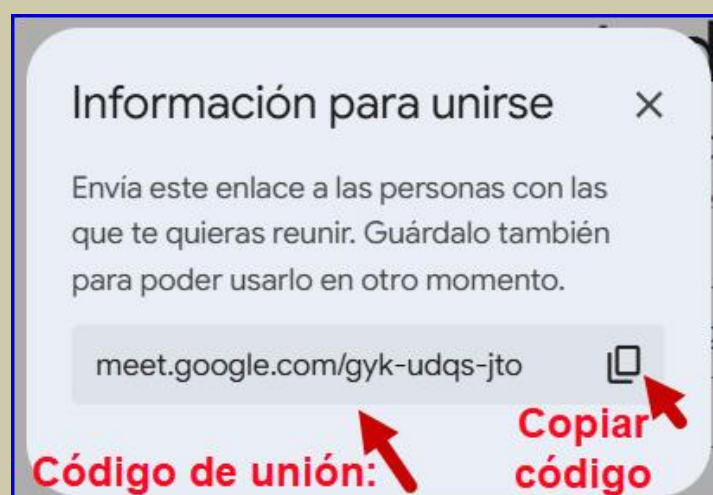 Información para unirse
Envía este enlace a las personas con las
que te quieras reunir. Guárdalo también
para poder usarlo en otro momento.
meet.google.com/gyk-udqs-jto
Código de unión:
Copiar
código